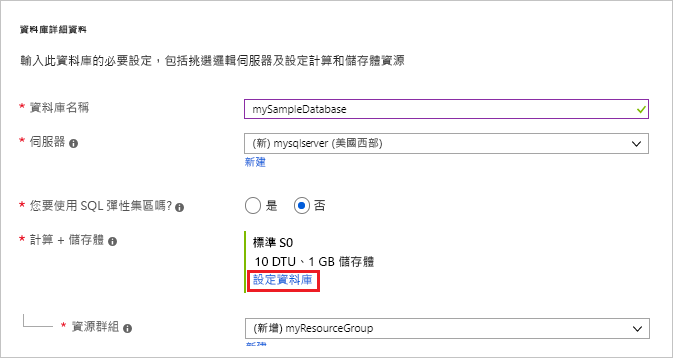 資料庫詳細資料
輸入此資料庫的必要設定，包括挑選邏輯伺服器及設定計算和儲存體資源
* 資料庫名稱
mySampleDatabase
* 伺服器
(新) mysqlserver (美國西部)
新建
* 您要使用 SQL 彈性集區嗎?
是
否
* 計算 + 儲存體
標準 S0
10 DTU、1 GB 儲存體
設定資料庫
* 資源群組
(新增) myResourceGroup
新建